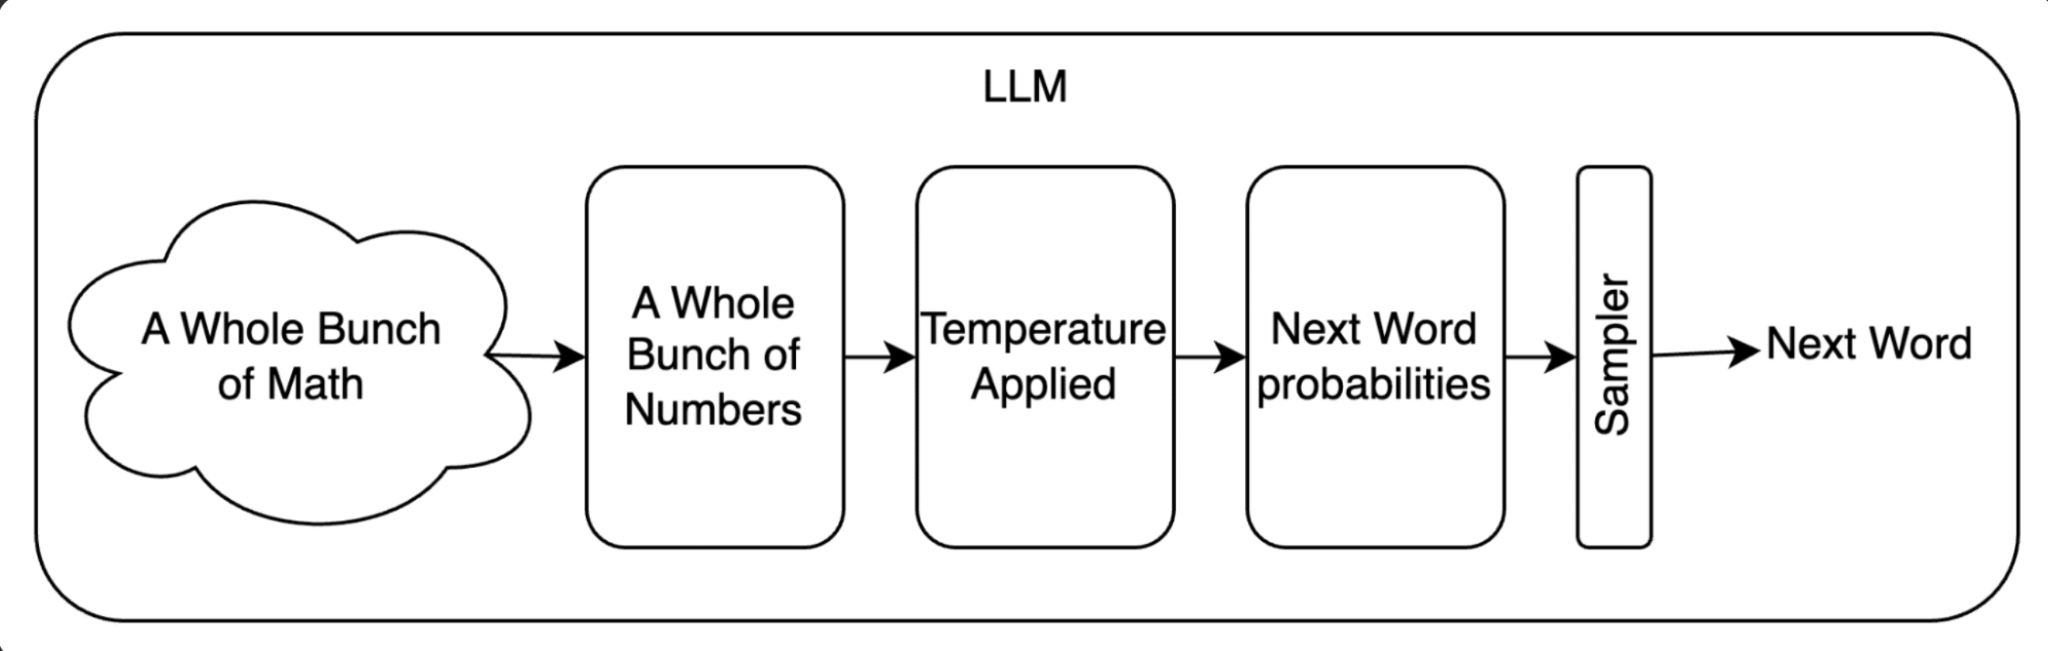 LLM
A Whole Bunch
of Math
A Whole
Bunch of
Numbers
Temperature
Applied
Next Word
probabilities
Sampler
Next Word